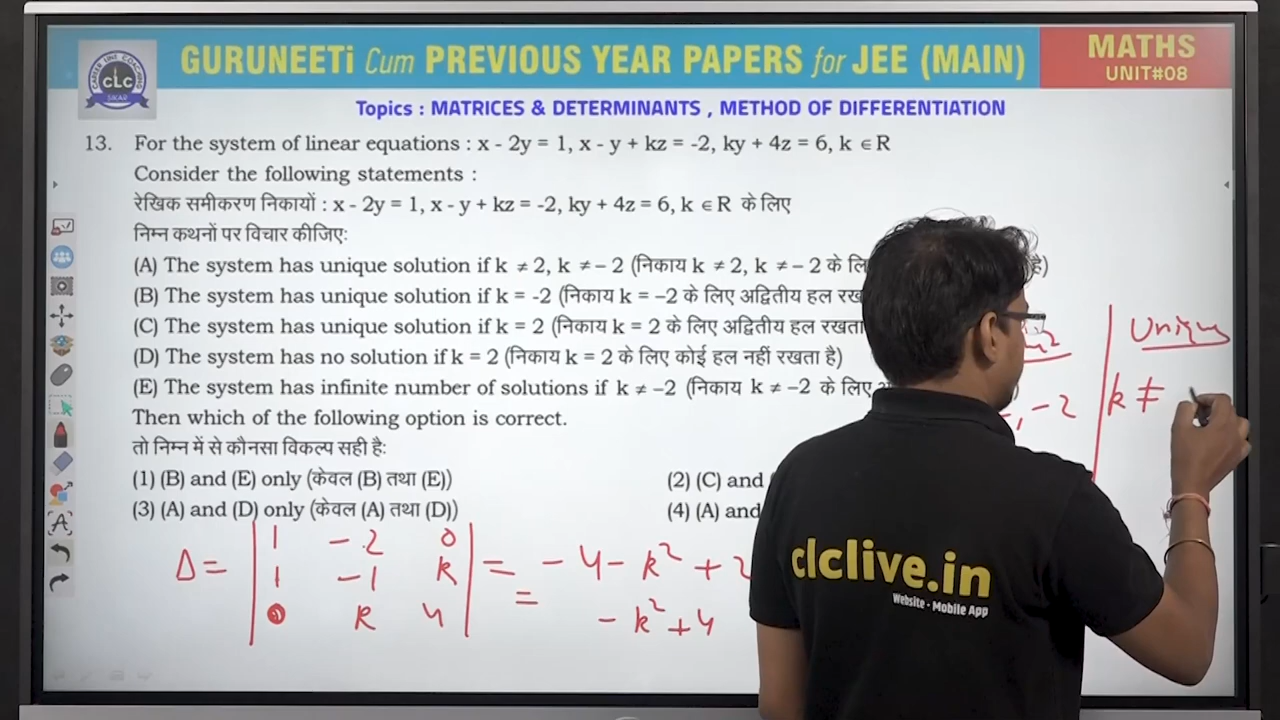 GURUNEETi Cum PREVIOUS YEAR PAPERS for JEE (MAIN)
MATHS
UNIT#08
CLC
SIKAR
Topics : MATRICES & DETERMINANTS , METHOD OF DIFFERENTIATION
13. For the system of linear equations : x - 2y = 1, x - y + kz = -2, ky + 4z = 6, k ∈ R
Consider the following statements :
रेखिक समीकरण निकायों : x - 2y = 1, x - y + kz = -2, ky + 4z = 6, k ∈ R के लिए
निम्न कथनों पर विचार कीजिए:
(A) The system has unique solution if k ≠ 2, k ≠ – 2 (निकाय k ≠ 2, k ≠ – 2 के है)
(B) The system has unique solution if k = -2 (निकाय k = –2 के लिए अद्वितीय हल
(C) The system has unique solution if k = 2 (निकाय k = 2 के लिए अद्वितीय हल रखता
(D) The system has no solution if k = 2 (निकाय k = 2 के लिए कोई हल नहीं रखता है)
(E) The system has infinite number of solutions if k ≠ –2 (निकाय k ≠ –2 के लिए
Then which of the following option is correct.
तो निम्न में से कौनसा विकल्प सही है:
(1) (B) and (E) only (केवल (B) तथा (E))
(2) (C) and
(3) (A) and (D) only (केवल (A) तथा (D))
(4) (A) and
Unique
, -2
k ≠
Δ = | 1 -2 0 | = -4 - k² + 2
| 1 -1 k | =
| 0 k 4 | - k² + 4
clclive.in
Website - Mobile App